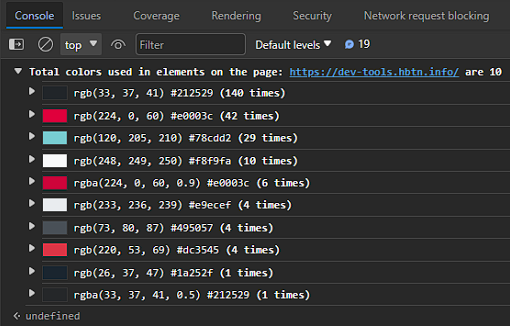 Console Issues Coverage Rendering Security Network request blocking
top Filter Default levels 19
Total colors used in elements on the page: https://dev-tools.hbtn.info/ are 10
rgb(33, 37, 41) #212529 (140 times)
rgb(224, 0, 60) #e0003c (42 times)
rgb(120, 205, 210) #78cdd2 (29 times)
rgb(248, 249, 250) #f8f9fa (10 times)
rgba(224, 0, 60, 0.9) #e0003c (6 times)
rgb(233, 236, 239) #e9ecef (4 times)
rgb(73, 80, 87) #495057 (4 times)
rgb(220, 53, 69) #dc3545 (4 times)
rgb(26, 37, 47) #1a252f (1 times)
rgba(33, 37, 41, 0.5) #212529 (1 times)
undefined